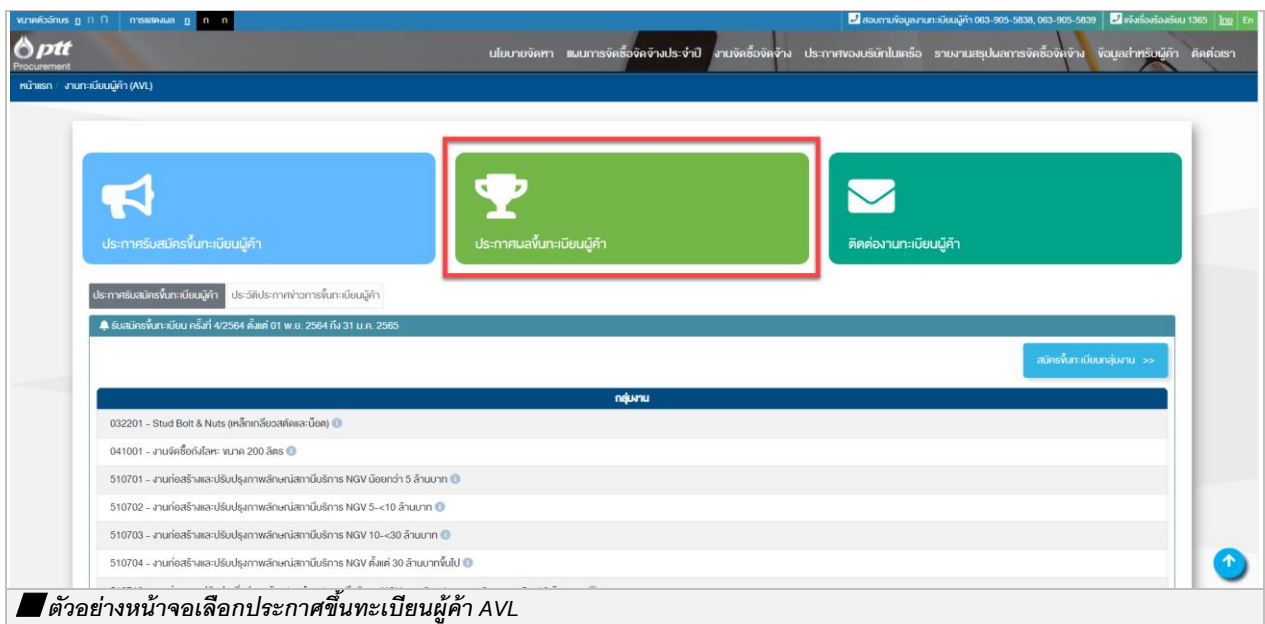 ขนาดตัวอักษร ก ก ก การแสดงผล ก ก ก สอบถามข้อมูลงานทะเบียนผู้ค้า 063-905-5838, 063-905-5839 แจ้งเรื่องร้องเรียน 1365 ไทย En
ptt
Procurement
นโยบายจัดหา แผนการจัดซื้อจัดจ้างประจำปี งานจัดซื้อจัดจ้าง ประกาศของบริษัทในเครือ รายงานสรุปผลการจัดซื้อจัดจ้าง ข้อมูลสำหรับผู้ค้า ติดต่อเรา
หน้าแรก / งานทะเบียนผู้ค้า (AVL)
ประกาศรับสมัครขึ้นทะเบียนผู้ค้า ประกาศผลขึ้นทะเบียนผู้ค้า ติดต่องานทะเบียนผู้ค้า
ประกาศรับสมัครขึ้นทะเบียนผู้ค้า ประวัติประกาศข่าวการขึ้นทะเบียนผู้ค้า
รับสมัครขึ้นทะเบียน ครั้งที่ 4/2564 ตั้งแต่ 01 พ.ย. 2564 ถึง 31 ม.ค. 2565
สมัครขึ้นทะเบียนกลุ่มงาน >>
กลุ่มงาน
032201 - Stud Bolt & Nuts (เหล็กเกลียวสตัดและน็อต)
041001 - งานจัดซื้อถังโลหะ ขนาด 200 ลิตร
510701 - งานก่อสร้างและปรับปรุงภาพลักษณ์สถานีบริการ NGV น้อยกว่า 5 ล้านบาท
510702 - งานก่อสร้างและปรับปรุงภาพลักษณ์สถานีบริการ NGV 5-<10 ล้านบาท
510703 - งานก่อสร้างและปรับปรุงภาพลักษณ์สถานีบริการ NGV 10-<30 ล้านบาท
510704 - งานก่อสร้างและปรับปรุงภาพลักษณ์สถานีบริการ NGV ตั้งแต่ 30 ล้านบาทขึ้นไป
ตัวอย่างหน้าจอเลือกประกาศขึ้นทะเบียนผู้ค้า AVL